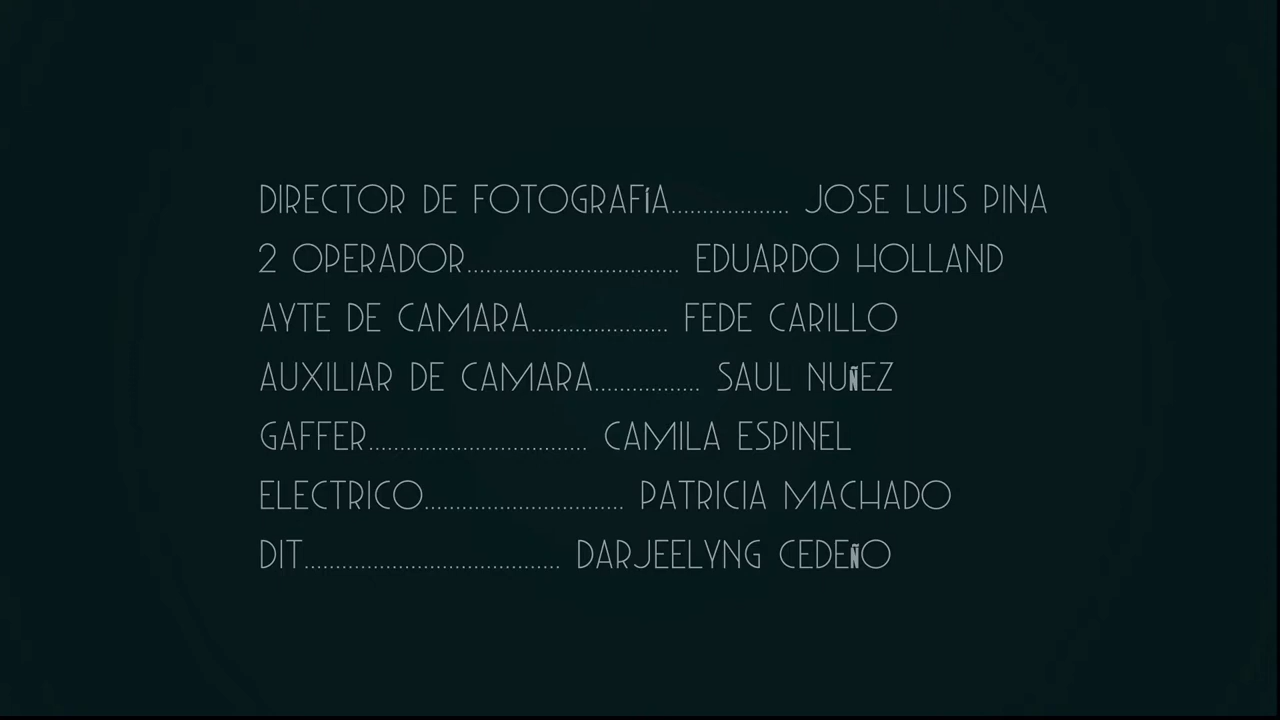 DIRECTOR DE FOTOGRAFÍA................... JOSE LUIS PINA
2 OPERADOR.................................. EDUARDO HOLLAND
AYTE DE CAMARA...................... FEDE CARILLO
AUXILIAR DE CAMARA................. SAUL NUÑEZ
GAFFER................................... CAMILA ESPINEL
ELECTRICO................................ PATRICIA MACHADO
DIT......................................... DARJEELYNG CEDEÑO